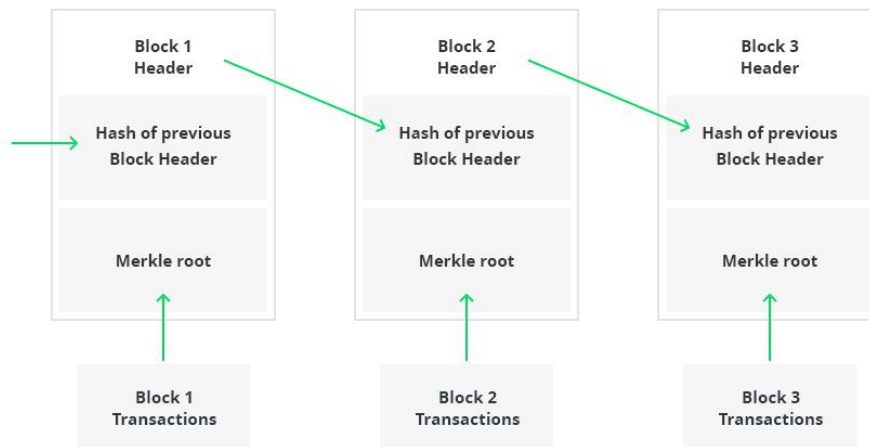 Block 1
Header
Block 2
Header
Block 3
Header
Hash of previous
Block Header
Hash of previous
Block Header
Hash of previous
Block Header
Merkle root
Merkle root
Merkle root
Block 1
Transactions
Block 2
Transactions
Block 3
Transactions